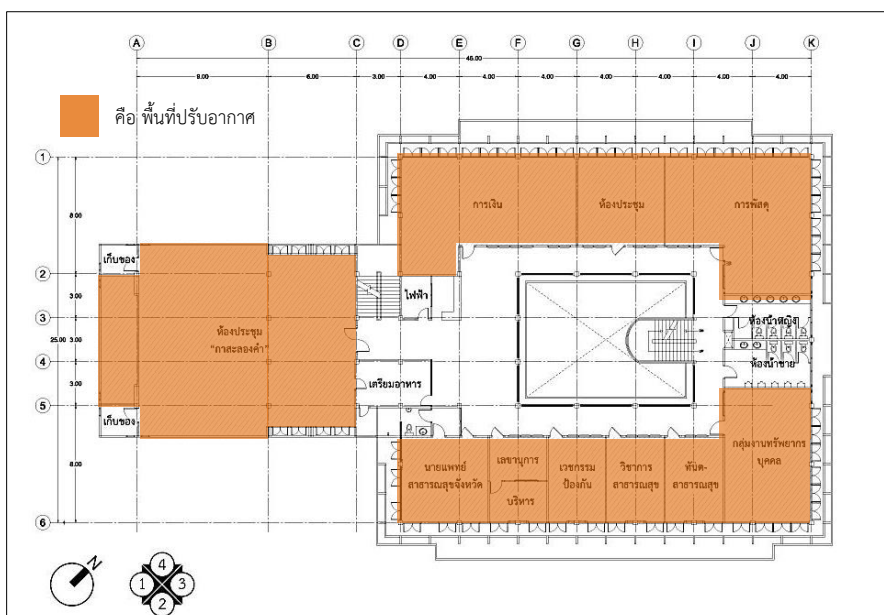 A B C D E F G H I J K
45.00
9.00 6.00 3.00 4.00 4.00 4.00 4.00 4.00 4.00 4.00
คือ พื้นที่ปรับอากาศ
1
8.00
การเงิน
ห้องประชุม
การพัสดุ
เก็บของ
2
ไฟฟ้า
3.00
3
ห้องน้ำหญิง
ห้องประชุม
"กาสะลองคำ"
25.00 3.00
4
ห้องน้ำชาย
เตรียมอาหาร
3.00
5
เก็บของ
8.00
นายแพทย์
สาธารณสุขจังหวัด
เลขานุการ
บริหาร
เวชกรรม
ป้องกัน
วิชาการ
สาธารณสุข
ทันต-
สาธารณสุข
กลุ่มงานทรัพยากร
บุคคล
6
N
4
1 3
2